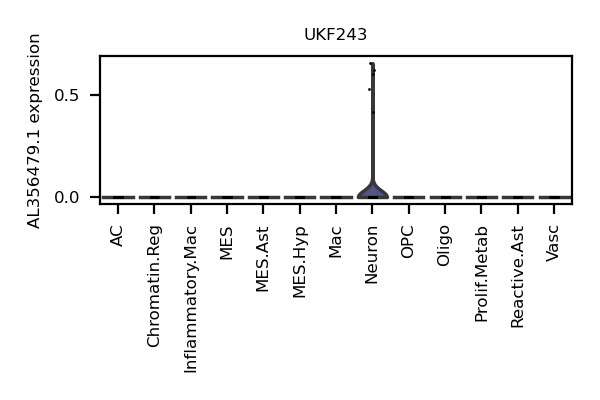 UKF243
AL356479.1 expression
0.5
0.0
AC
Chromatin.Reg
Inflammatory.Mac
MES
MES.Ast
MES.Hyp
Mac
Neuron
OPC
Oligo
Prolif.Metab
Reactive.Ast
Vasc